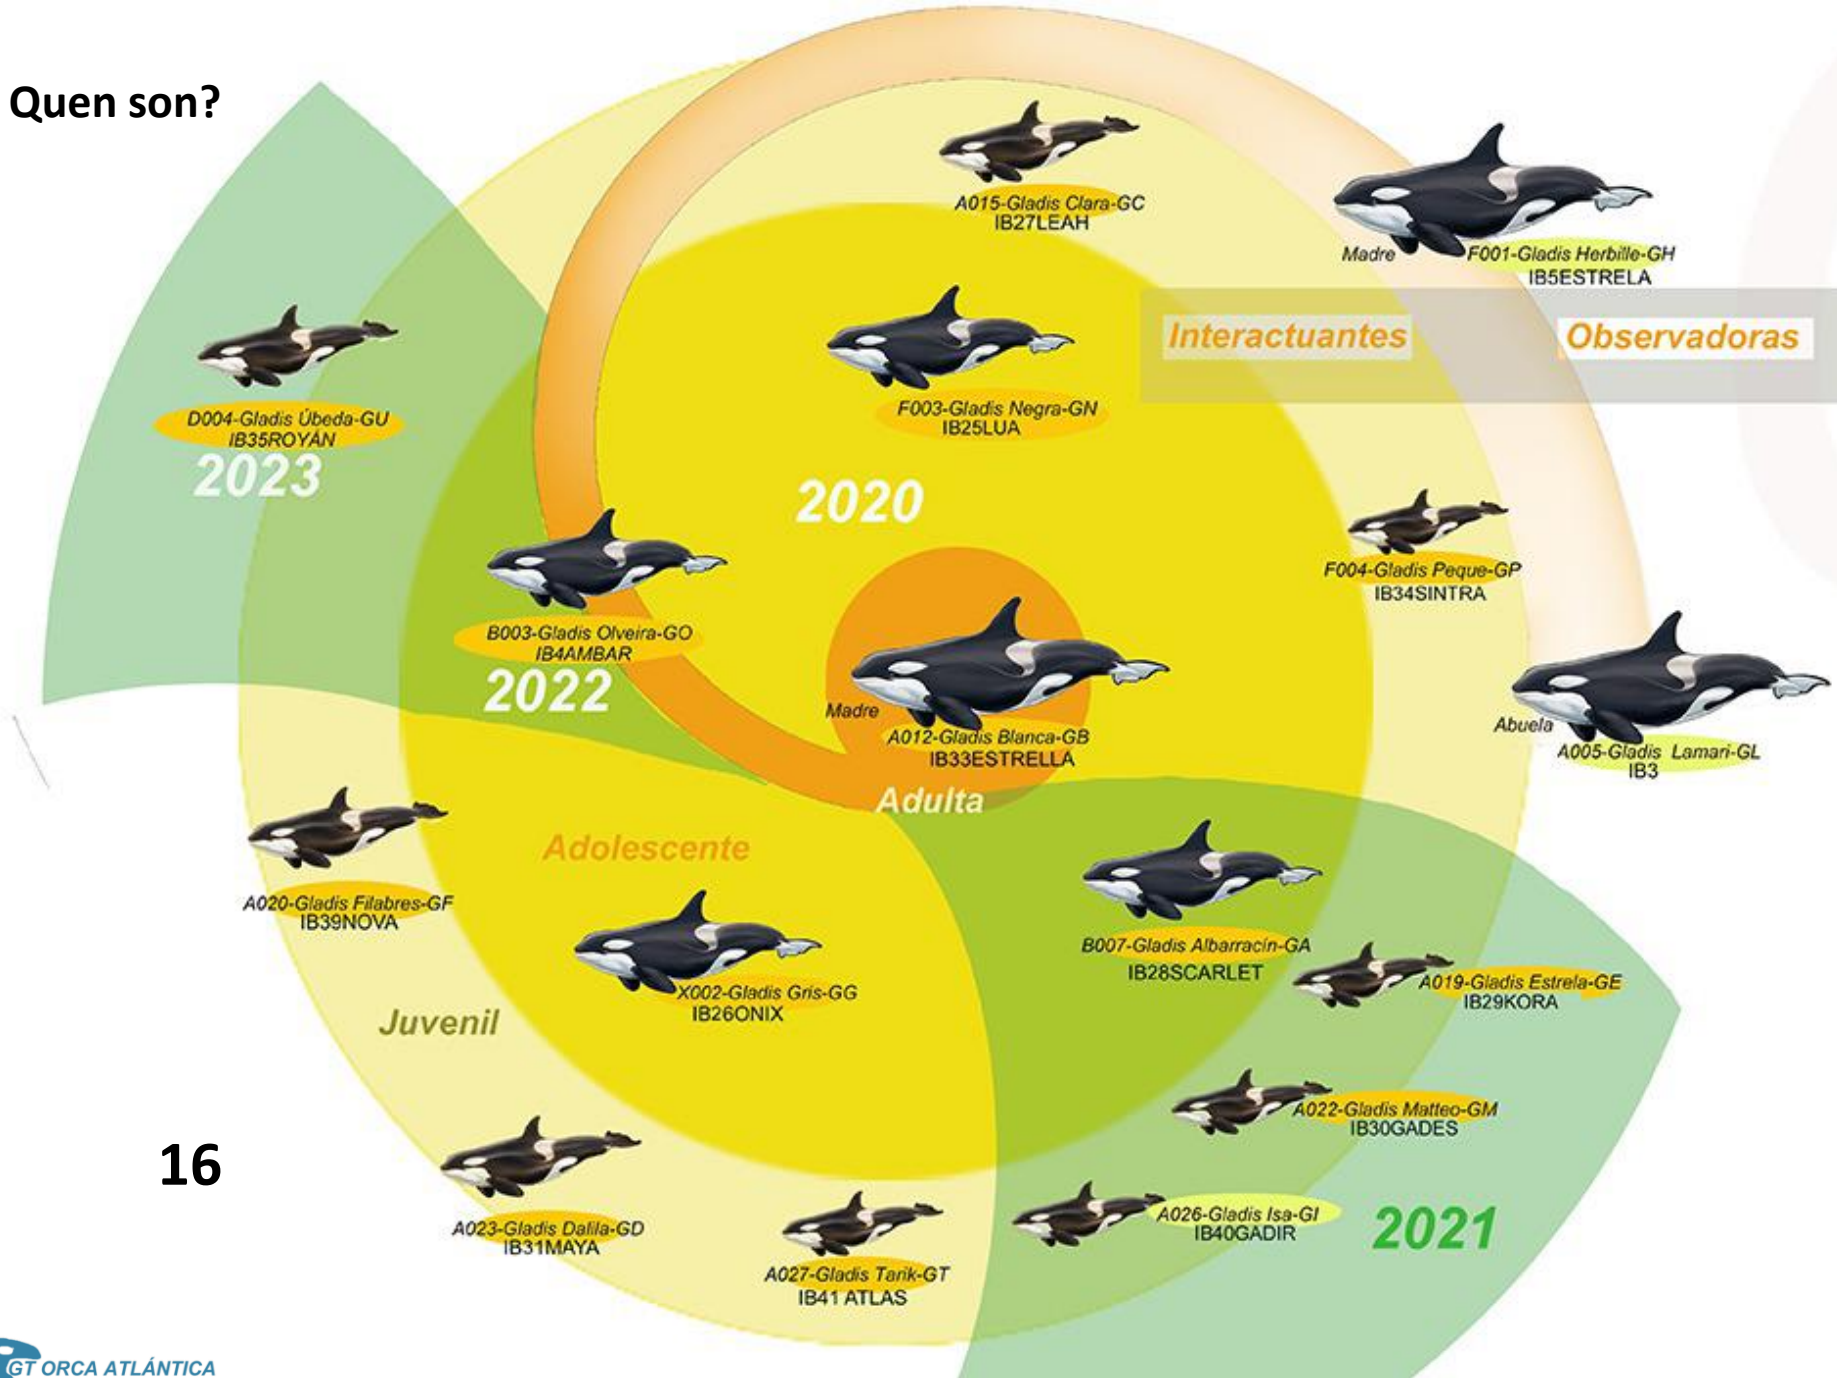 Quen son?
A015-Gladis Clara-GC
IB27LEAH
Madre
F001-Gladis Herbille-GH
IB5ESTRELA
Interactuantes
Observadoras
D004-Gladis Úbeda-GU
IB35ROYÁN
2023
F003-Gladis Negra-GN
IB25LUA
2020
F004-Gladis Peque-GP
IB34SINTRA
B003-Gladis Olveira-GO
IB4AMBAR
2022
Madre
A012-Gladis Blanca-GB
IB33ESTRELLA
Adulta
Abuela
A005-Gladis Lamari-GL
IB3
Adolescente
A020-Gladis Filabres-GF
IB39NOVA
X002-Gladis Gris-GG
IB26ONIX
B007-Gladis Albarracín-GA
IB28SCARLET
A019-Gladis Estrela-GE
IB29KORA
Juvenil
A022-Gladis Matteo-GM
IB30GADES
16
A023-Gladis Dalila-GD
IB31MAYA
A026-Gladis Isa-GI
IB40GADIR
2021
A027-Gladis Tarik-GT
IB41 ATLAS
GT ORCA ATLÁNTICA